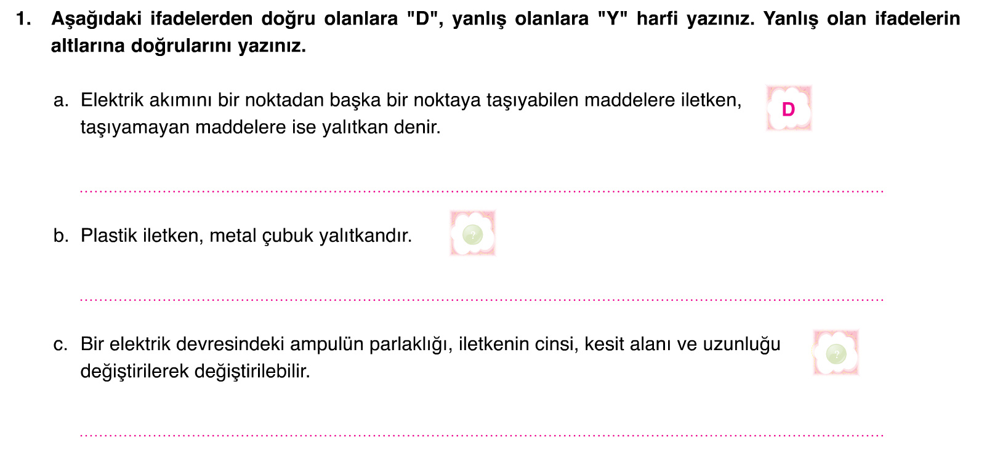 1. Aşağıdaki ifadelerden doğru olanlara "D", yanlış olanlara "Y" harfi yazınız. Yanlış olan ifadelerin
altlarına doğrularını yazınız.
a. Elektrik akımını bir noktadan başka bir noktaya taşıyabilen maddelere iletken,
taşıyamayan maddelere ise yalıtkan denir.
D
b. Plastik iletken, metal çubuk yalıtkandır.
?
c. Bir elektrik devresindeki ampulün parlaklığı, iletkenin cinsi, kesit alanı ve uzunluğu
değiştirilerek değiştirilebilir.
?